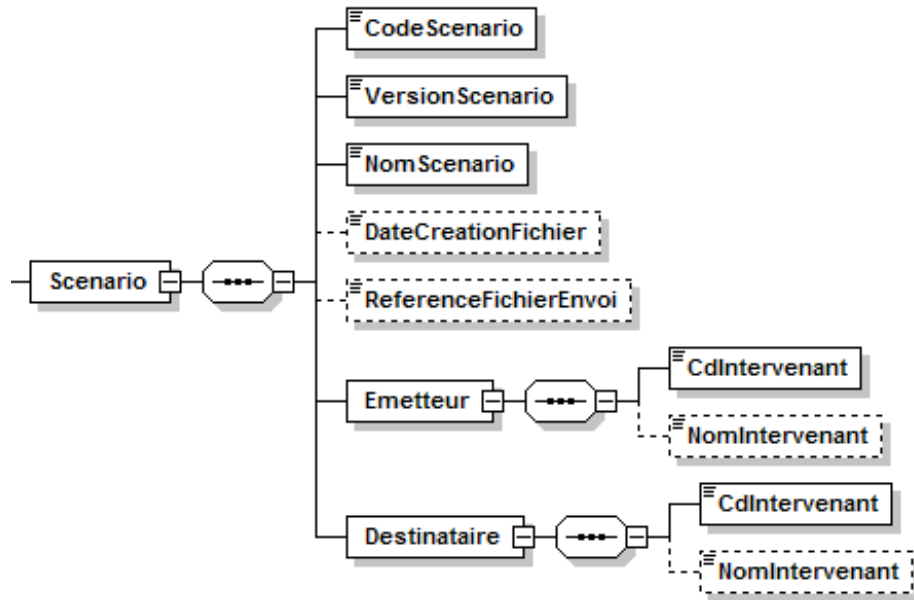 CodeScenario
VersionScenario
NomScenario
DateCreationFichier
Scenario
ReferenceFichierEnvoi
CdIntervenant
Emetteur
NomIntervenant
CdIntervenant
Destinataire
NomIntervenant